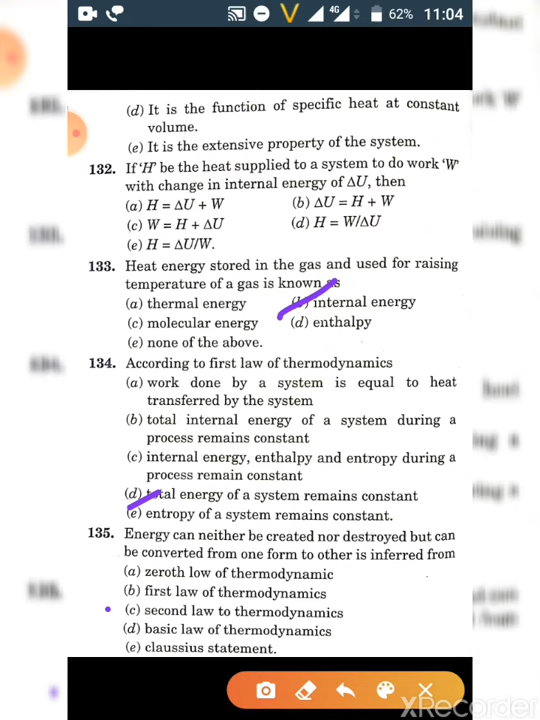 4G 62% 11:04
(d) It is the function of specific heat at constant
volume.
(e) It is the extensive property of the system.
132. If 'H' be the heat supplied to a system to do work 'W'
with change in internal energy of ΔU, then
(a) H = ΔU + W (b) ΔU = H + W
(c) W = H + ΔU (d) H = W/ΔU
(e) H = ΔU/W.
133. Heat energy stored in the gas and used for raising
temperature of a gas is known as
(a) thermal energy (b) internal energy
(c) molecular energy (d) enthalpy
(e) none of the above.
134. According to first law of thermodynamics
(a) work done by a system is equal to heat
transferred by the system
(b) total internal energy of a system during a
process remains constant
(c) internal energy, enthalpy and entropy during a
process remain constant
(d) total energy of a system remains constant
(e) entropy of a system remains constant.
135. Energy can neither be created nor destroyed but can
be converted from one form to other is inferred from
(a) zeroth low of thermodynamic
(b) first law of thermodynamics
(c) second law to thermodynamics
(d) basic law of thermodynamics
(e) claussius statement.
XRecorder